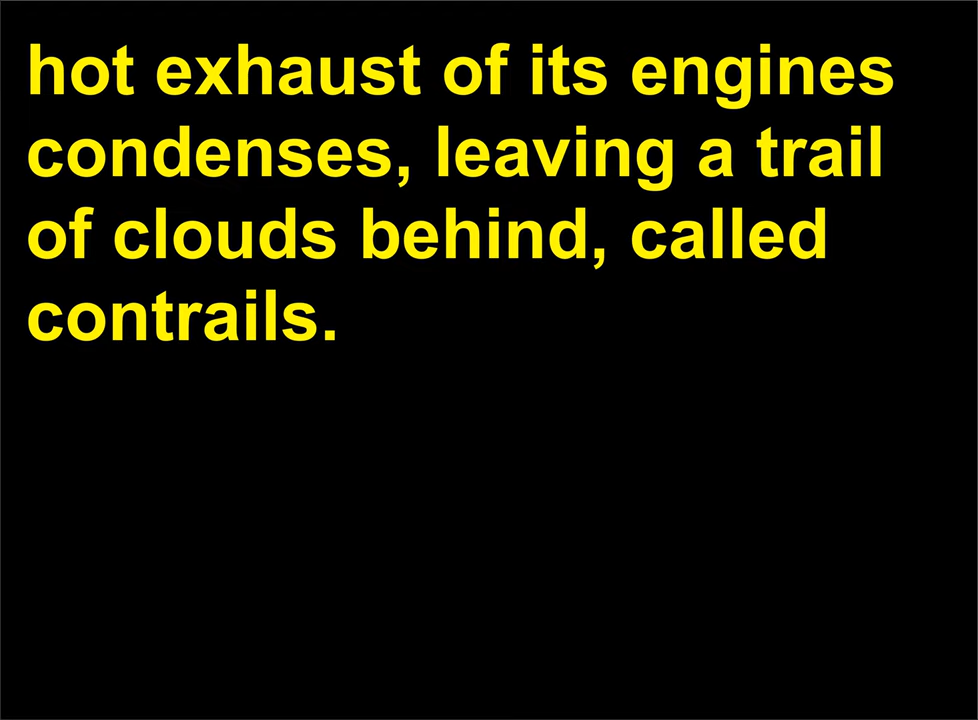 hot exhaust of its engines
condenses, leaving a trail
of clouds behind, called
contrails.